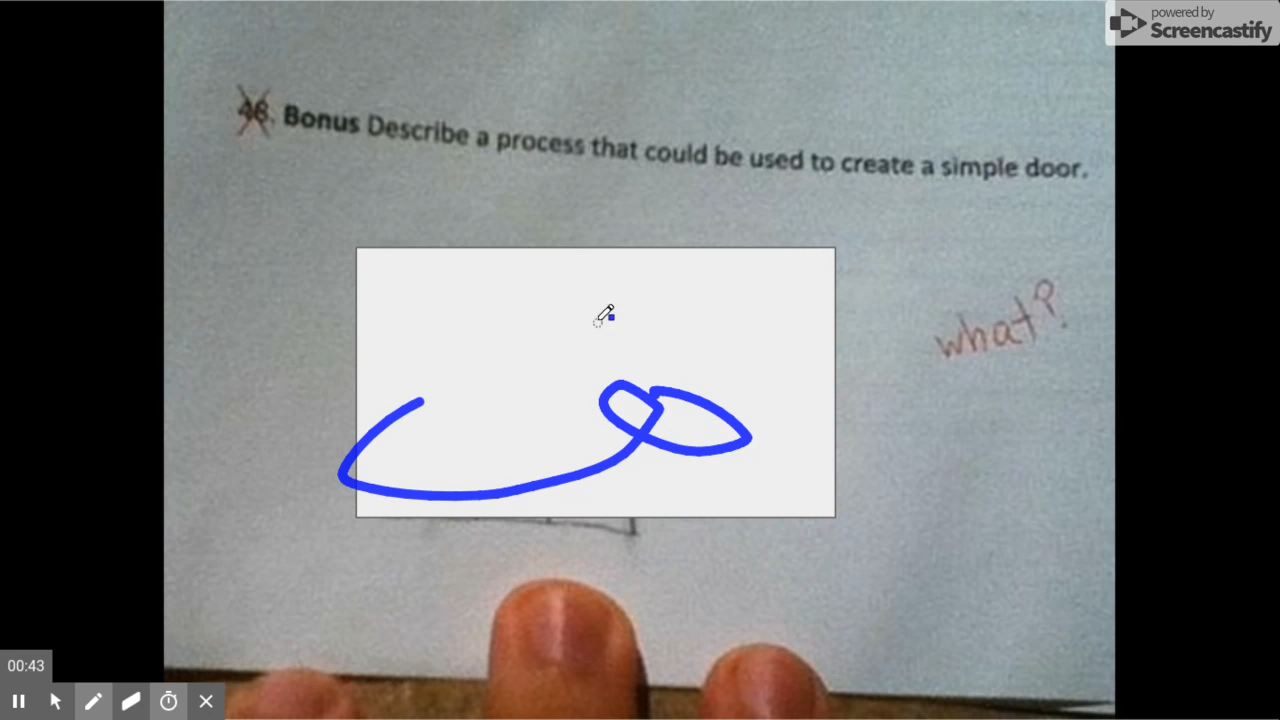 powered by
Screencastify
46. Bonus Describe a process that could be used to create a simple door.
what?
00:43